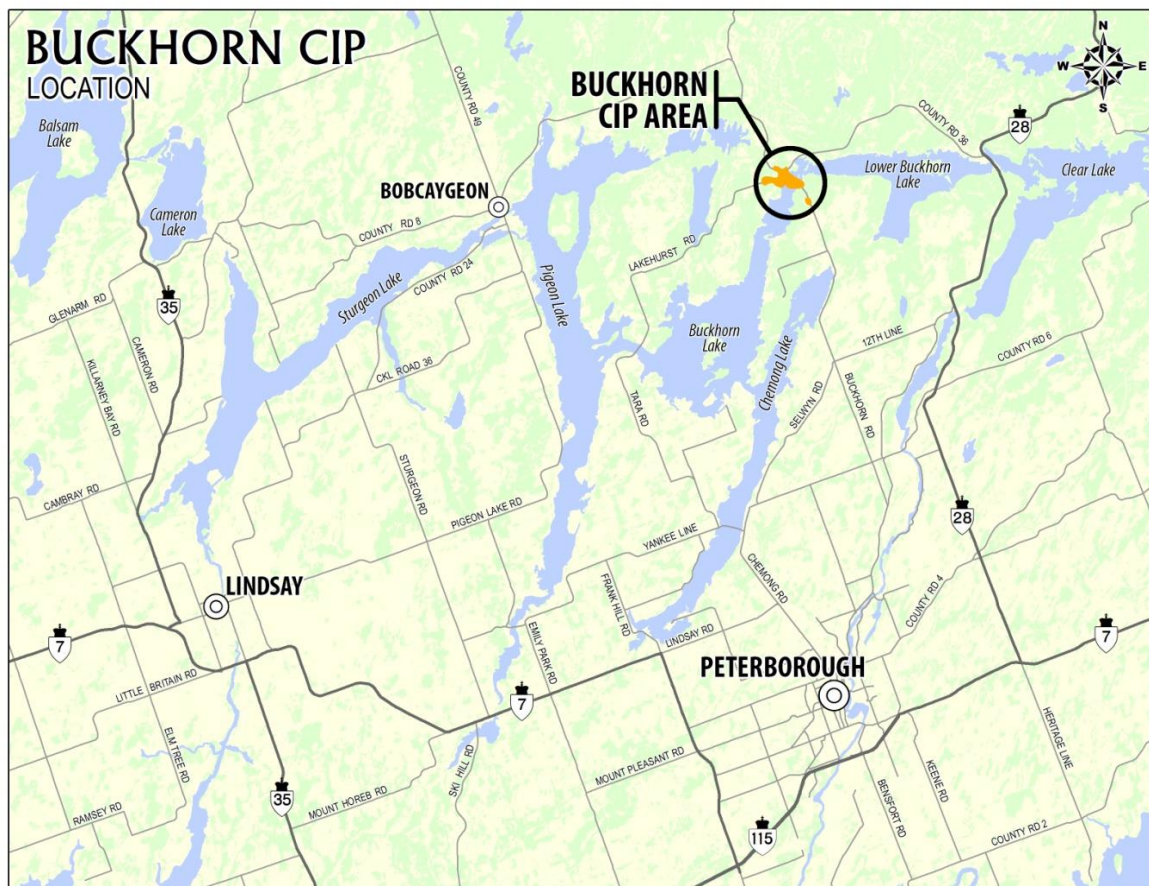 BUCKHORN CIP
LOCATION
N
W
E
S
BUCKHORN
CIP AREA
COUNTY RD 49
COUNTY RD 36
28
Balsam
Lake
Lower Buckhorn
Lake
Clear Lake
BOBCAYGEON
Cameron
Lake
COUNTY RD 8
COUNTY RD 24
LAKEHURST RD
Sturgeon Lake
Pigeon Lake
GLENARM RD
35
KILLARNEY BAY RD
CAMERON RD
Buckhorn
Lake
Chemong Lake
12TH LINE
COUNTY RD 6
CKL ROAD 36
TARA RD
SELWYN RD
BUCKHORN RD
STURGEON RD
CAMBRAY RD
PIGEON LAKE RD
YANKEE LINE
28
LINDSAY
FRANK HILL RD
CHEMONG RD
COUNTY RD 4
7
EMILY PARK RD
LINDSAY RD
7
LITTLE BRITAIN RD
PETERBOROUGH
7
ELM TREE RD
SKI HILL RD
MOUNT PLEASANT RD
HERITAGE LINE
KEENE RD
BENSFORT RD
35
MOUNT HOREB RD
RAMSEY RD
115
COUNTY RD 2